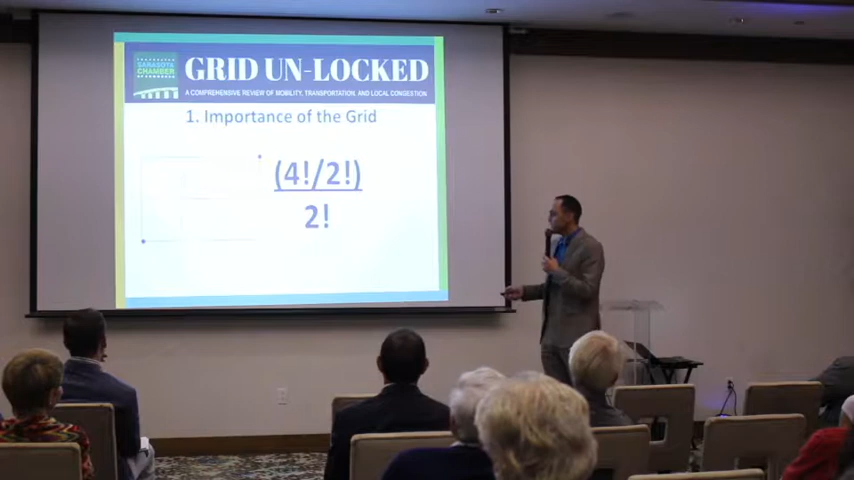 SARASOTA
CHAMBER
GRID UN-LOCKED
A COMPREHENSIVE REVIEW OF MOBILITY, TRANSPORTATION, AND LOCAL CONGESTION
1. Importance of the Grid
(4!/2!)
2!